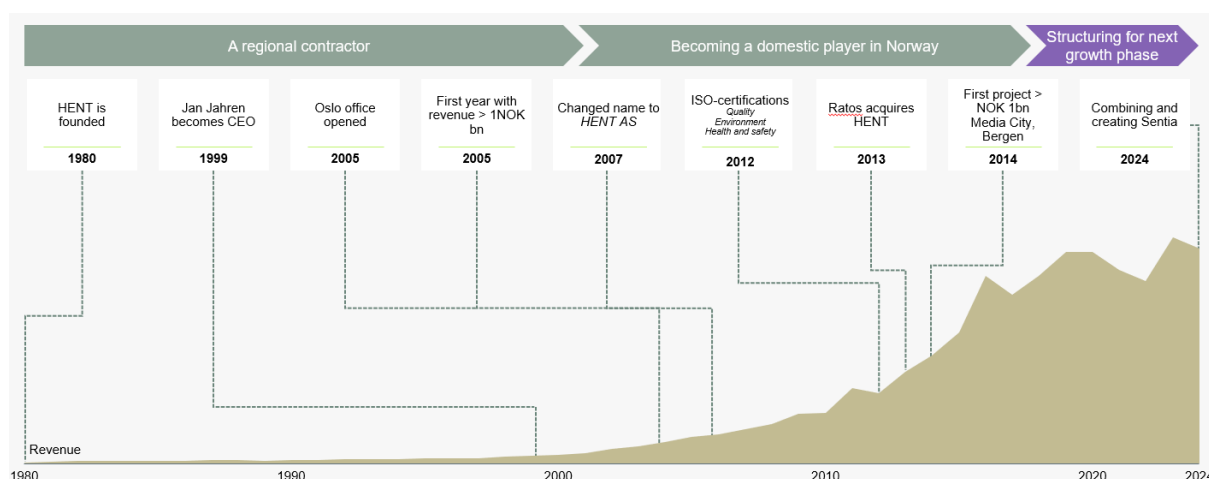 A regional contractor
Becoming a domestic player in Norway
Structuring for next
growth phase
HENT is
founded
1980
Jan Jahren
becomes CEO
1999
Oslo office
opened
2005
First year with
revenue > 1NOK
bn
2005
Changed name to
HENT AS
2007
ISO-certifications
Quality
Environment
Health and safety
2012
Ratos acquires
HENT
2013
First project >
NOK 1bn
Media City,
Bergen
2014
Combining and
creating Sentia
2024
Revenue
1980
1990
2000
2010
2020
2024